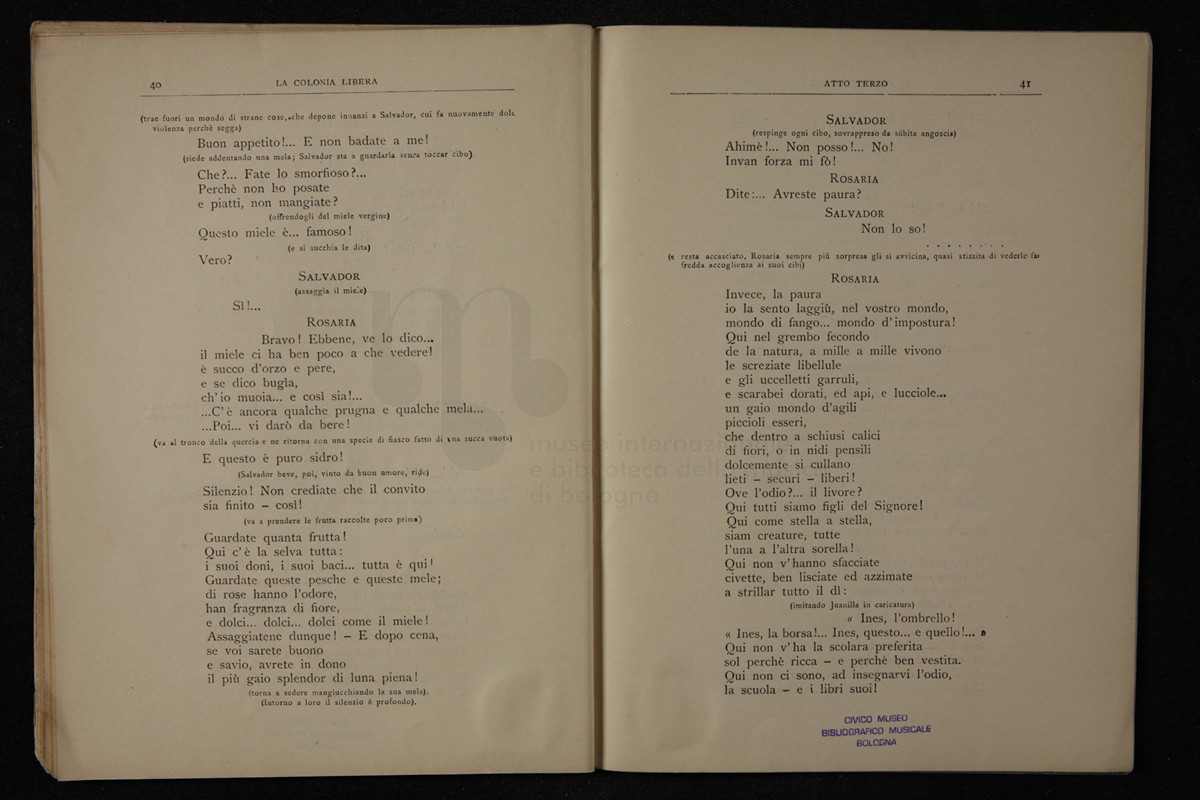 40
LA COLONIA LIBERA
(trae fuori un mondo di strane cose, che depone innanzi a Salvador, cui fa nuovamente dolc
violenza perchè segga)
Buon appetito!... E non badate a me!
(siede addentando una mela; Salvador sta a guardarla senza toccar cibo)
Che?... Fate lo smorfioso?...
Perchè non ho posate
e piatti, non mangiate?
(offrendogli del miele vergine)
Questo miele è... famoso!
(e si succhia le dita)
Vero?
SALVADOR
(assaggia il miele)
Sì!...
ROSARIA
Bravo! Ebbene, ve lo dico...
il miele ci ha ben poco a che vedere!
è succo d'orzo e pere,
e se dico bugìa,
ch'io muoia... e così sia!...
...C'è ancora qualche prugna e qualche mela...
...Poi... vi darò da bere!
(va al tronco della quercia e ne ritorna con una specie di fiasco fatto di una zucca vuota)
E questo è puro sidro!
(Salvador beve, poi, vinto da buon umore, ride)
Silenzio! Non crediate che il convito
sia finito – così!
(va a prendere le frutta raccolte poco prima)
Guardate quanta frutta!
Qui c'è la selva tutta:
i suoi doni, i suoi baci... tutta è qui!
Guardate queste pesche e queste mele;
di rose hanno l'odore,
han fragranza di fiore,
e dolci... dolci... dolci come il miele!
Assaggiatene dunque! – E dopo cena,
se voi sarete buono
e savio, avrete in dono
il più gaio splendor di luna piena!
(torna a sedere mangiucchiando la sua mela).
(Intorno a loro il silenzio è profondo).
ATTO TERZO
41
SALVADOR
(respinge ogni cibo, sovrappreso da sùbita angoscia)
Ahimè!... Non posso!... No!
Invan forza mi fò!
ROSARIA
Dite:... Avreste paura?
SALVADOR
Non lo so!
. . . . . . . .
(e resta accasciato, Rosaria sempre più sorpresa gli si avvicina, quasi stizzita di vederle far
fredda accoglienza ai suoi cibi)
ROSARIA
Invece, la paura
io la sento laggiù, nel vostro mondo,
mondo di fango... mondo d'impostura!
Qui nel grembo fecondo
de la natura, a mille a mille vivono
le screziate libellule
e gli uccelletti garruli,
e scarabei dorati, ed api, e lucciole...
un gaio mondo d'agili
piccioli esseri,
che dentro a schiusi calici
di fiori, o in nidi pensili
dolcemente si cullano
lieti – securi – liberi!
Ove l'odio?... il livore?
Qui tutti siamo figli del Signore!
Qui come stella a stella,
siam creature, tutte
l'una a l'altra sorella!
Qui non v'hanno sfacciate
civette, ben lisciate ed azzimate
a strillar tutto il dì:
(imitando Juanilla in caricatura)
« Ines, l'ombrello!
« Ines, la borsa!... Ines, questo... e quello!... »
Qui non v'ha la scolara preferita
sol perchè ricca – e perchè ben vestita.
Qui non ci sono, ad insegnarvi l'odio,
la scuola – e i libri suoi!
CIVICO MUSEO
BIBLIOGRAFICO MUSICALE
BOLOGNA
museo internazi
e biblioteca della
di bologna